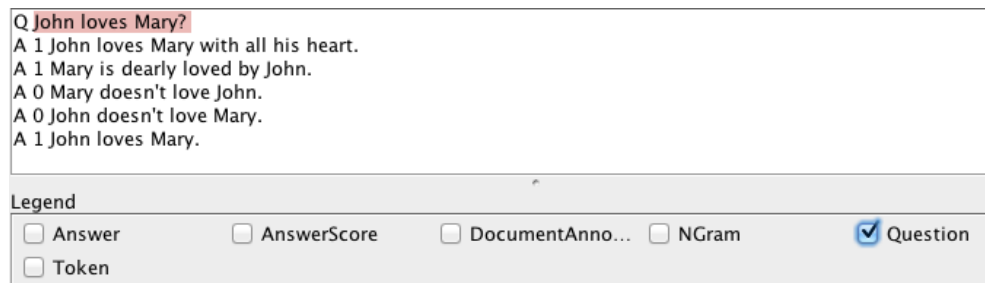 Q John loves Mary?
A 1 John loves Mary with all his heart.
A 1 Mary is dearly loved by John.
A 0 Mary doesn't love John.
A 0 John doesn't love Mary.
A 1 John loves Mary.
Legend
Answer AnswerScore DocumentAnno... NGram Question
Token